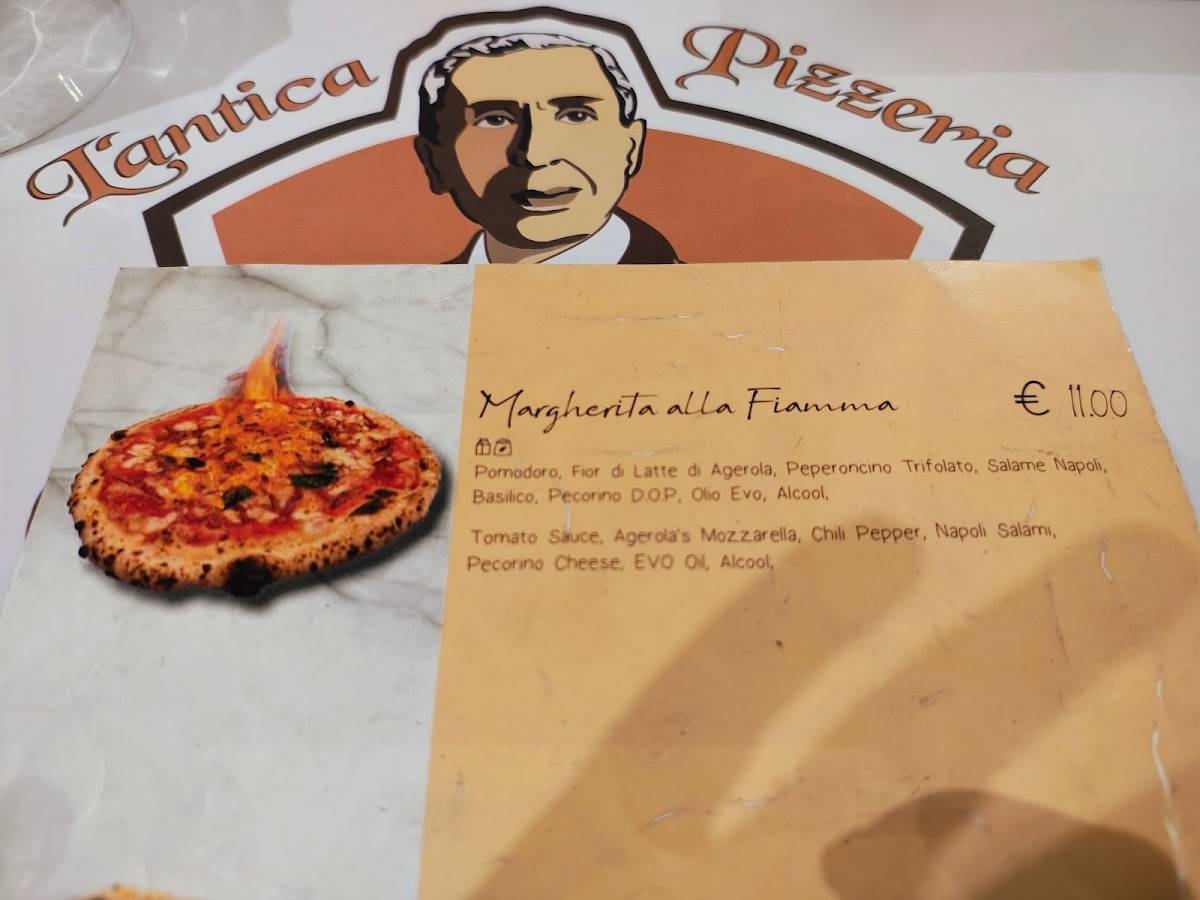 L'antica Pizzeria
Margherita alla Fiamma € 11.00
Pomodoro, Fior di Latte di Agerola, Peperoncino Trifolato, Salame Napoli,
Basilico, Pecorino D.O.P, Olio Evo, Alcool,
Tomato Sauce, Agerola's Mozzarella, Chili Pepper, Napoli Salami,
Pecorino Cheese, EVO Oil, Alcool,